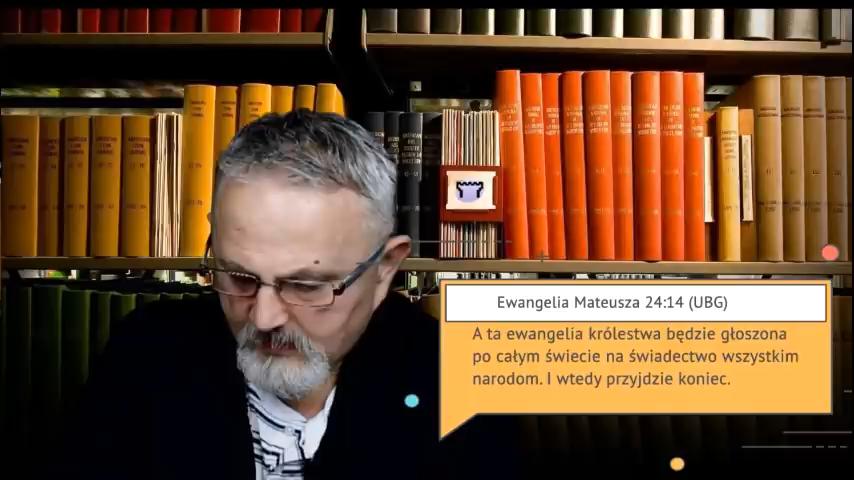 Ewangelia Mateusza 24:14 (UBG)
A ta ewangelia królestwa będzie głoszona
po całym świecie na świadectwo wszystkim
narodom. I wtedy przyjdzie koniec.